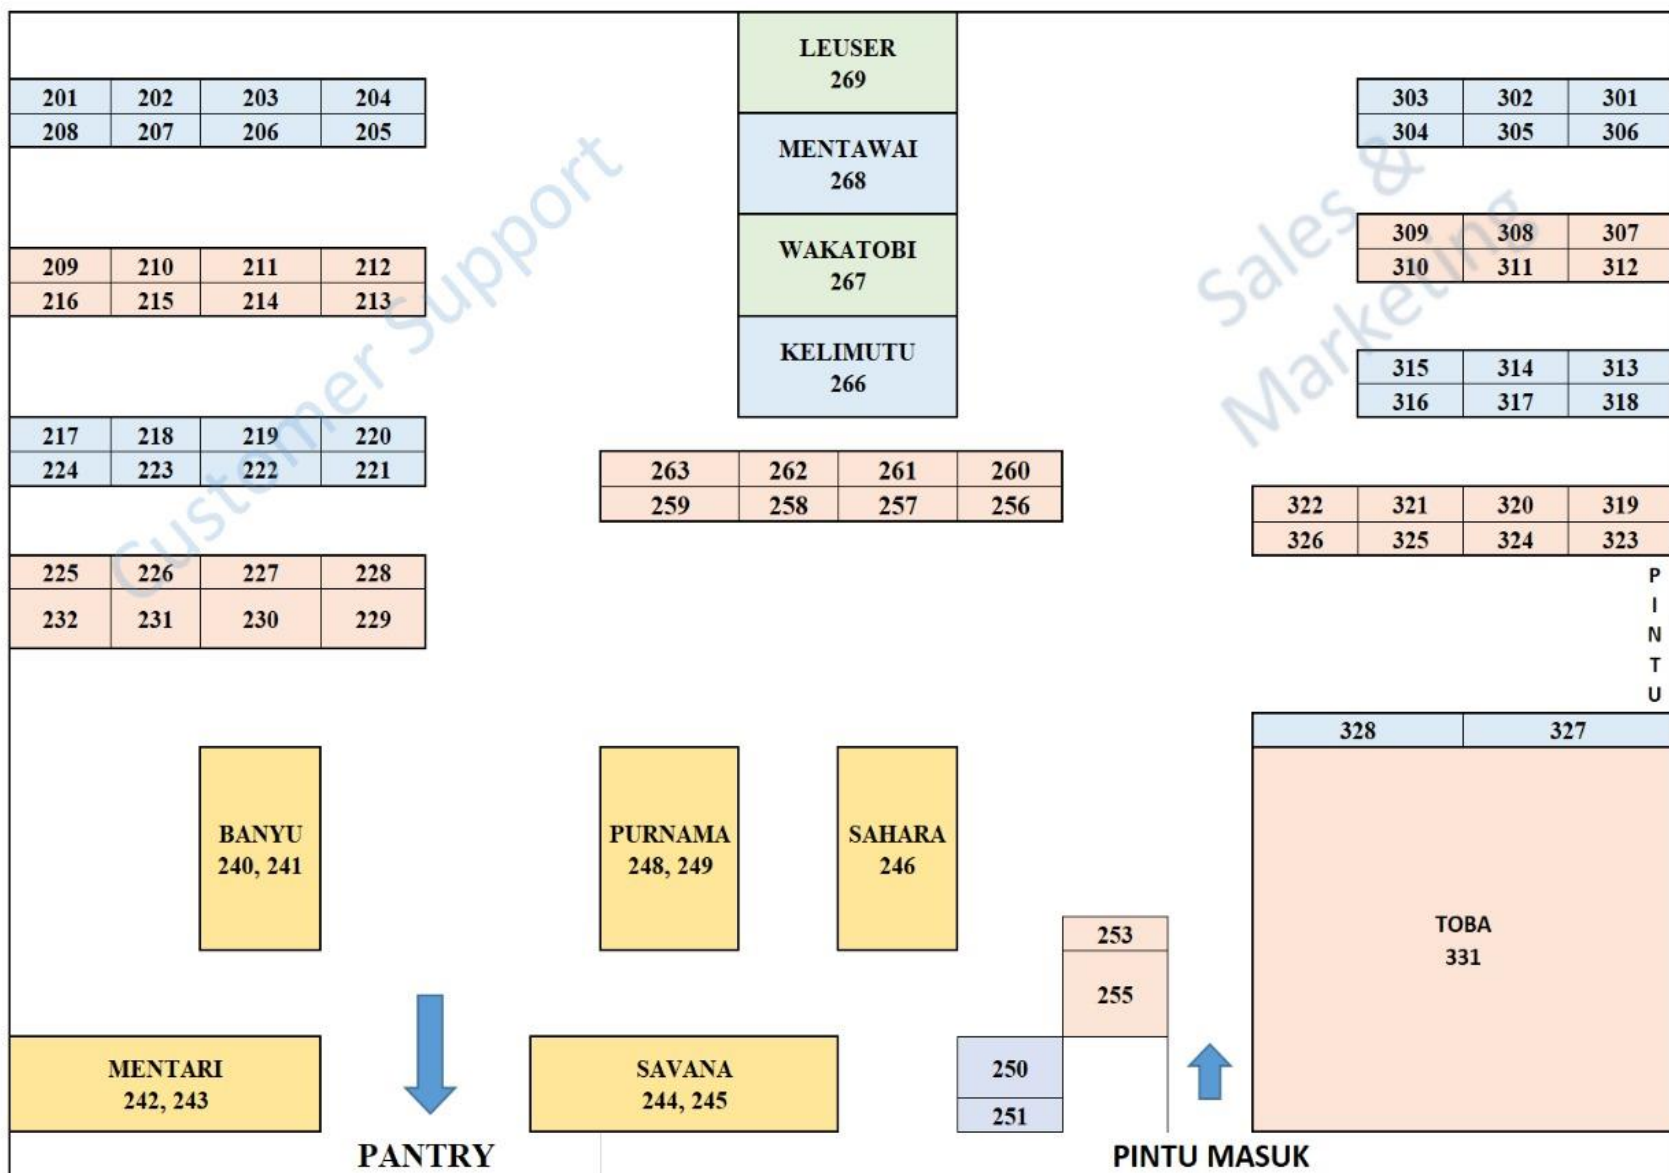 LEUSER
269
201 202 203 204
208 207 206 205
303 302 301
304 305 306
MENTAWAI
268
WAKATOBI
267
209 210 211 212
216 215 214 213
309 308 307
310 311 312
KELIMUTU
266
315 314 313
316 317 318
Customer Support
Sales &
Marketing
217 218 219 220
224 223 222 221
263 262 261 260
259 258 257 256
322 321 320 319
326 325 324 323
225 226 227 228
232 231 230 229
P
I
N
T
U
328 327
BANYU
240, 241
PURNAMA
248, 249
SAHARA
246
253
255
TOBA
331
MENTARI
242, 243
SAVANA
244, 245
250
251
PANTRY
PINTU MASUK